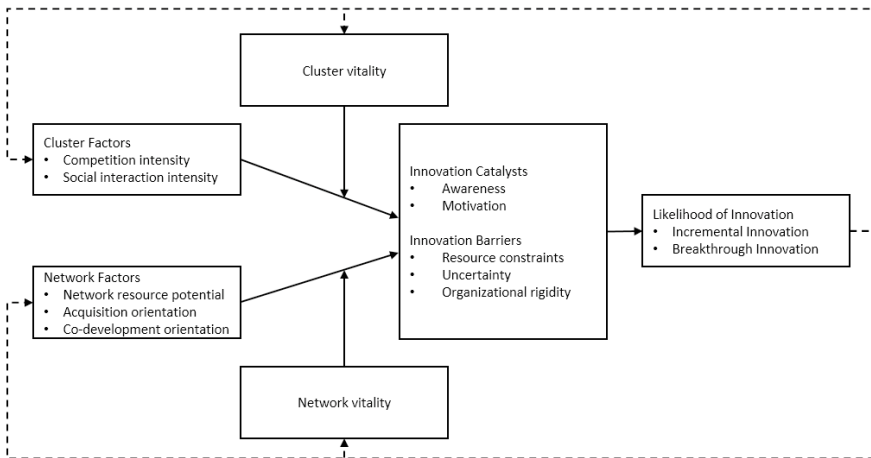 Cluster vitality
Cluster Factors
• Competition intensity
• Social interaction intensity
Innovation Catalysts
• Awareness
• Motivation
Innovation Barriers
• Resource constraints
• Uncertainty
• Organizational rigidity
Likelihood of Innovation
• Incremental Innovation
• Breakthrough Innovation
Network Factors
• Network resource potential
• Acquisition orientation
• Co-development orientation
Network vitality